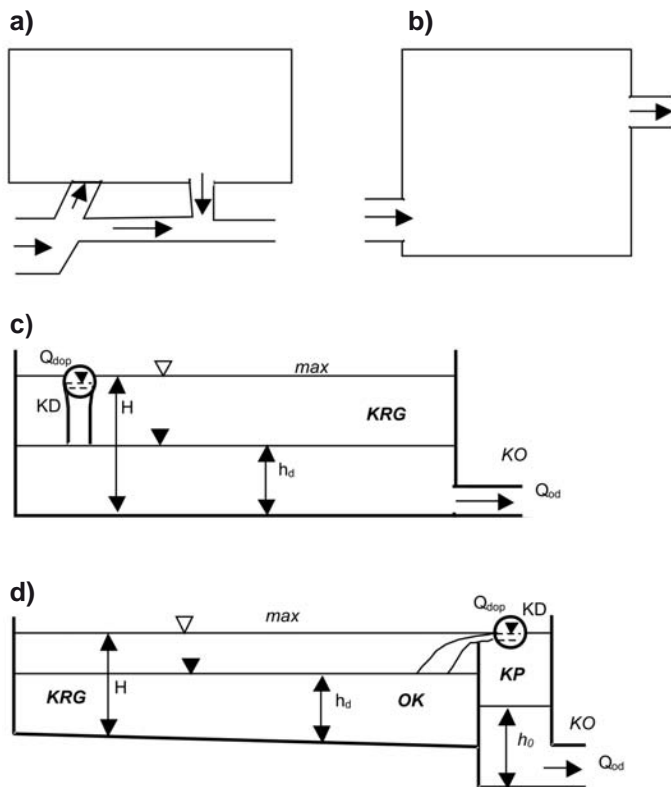 a) b)
c)
Q_dop max
KD H KRG
h_d KO
Q_od
d)
max Q_dop KD
H KP
KRG h_d OK h_0 KO
Q_od